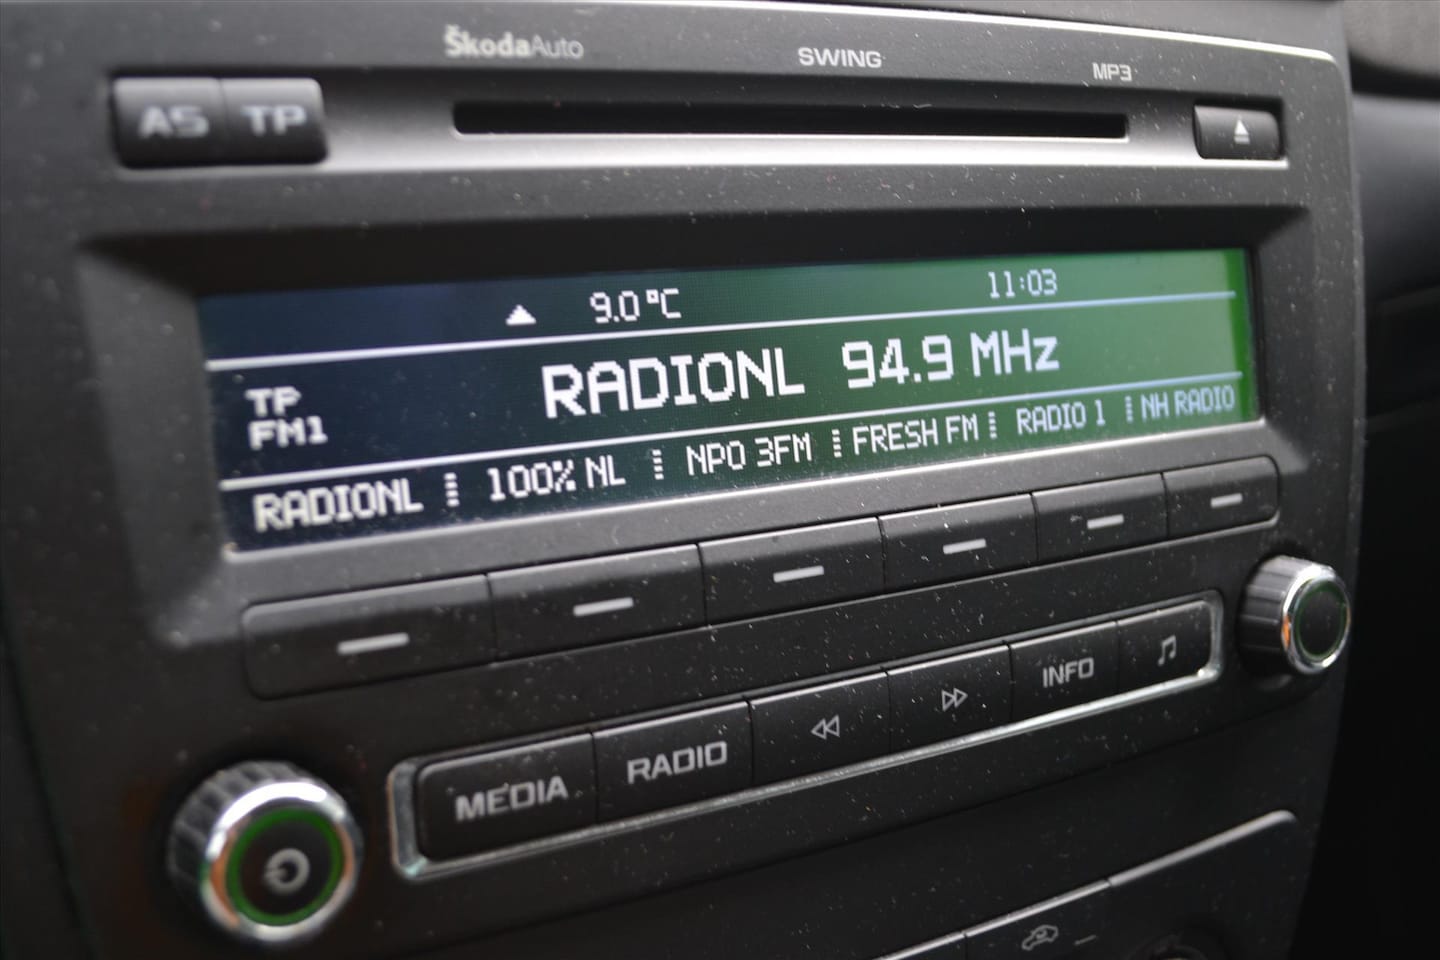 ŠkodaAuto SWING MP3
AS TP
9.0°C 11:03
RADIONL 94.9 MHz
TP
FM1
RADIONL 100% NL NPO 3FM FRESH FM RADIO 1 NH RADIO
MEDIA RADIO INFO